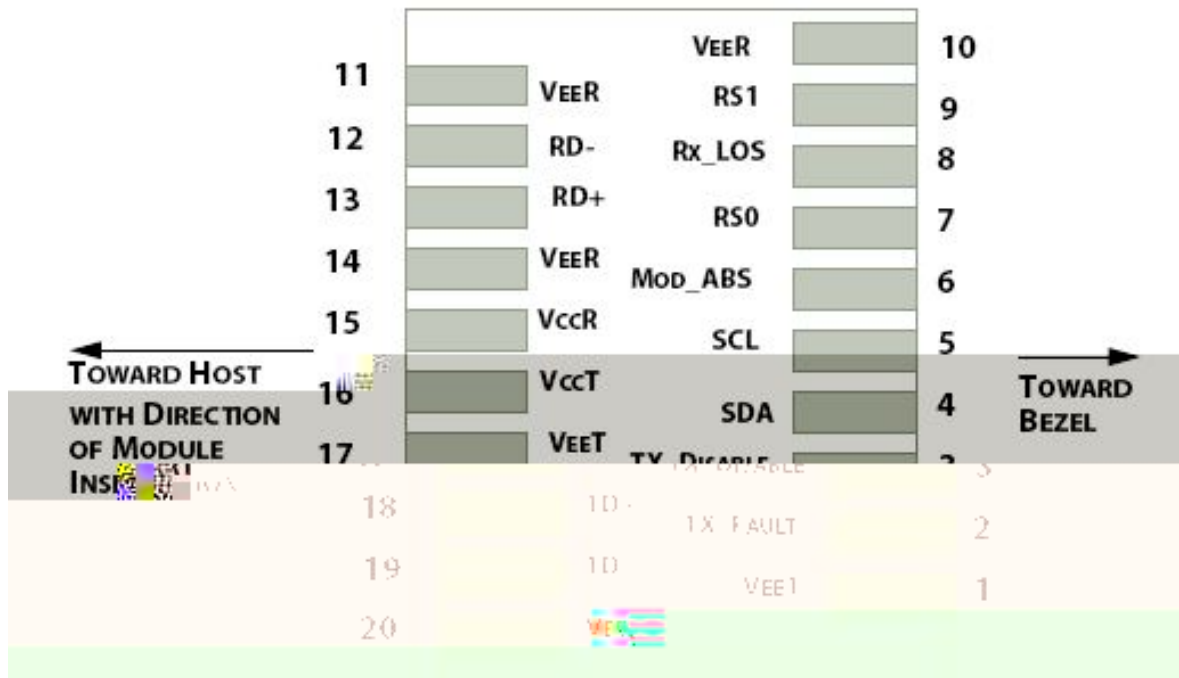 VEER 10
11 VEER
RS1 9
12 RD-
Rx_LOS 8
13 RD+
RS0 7
14 VEER
MOD_ABS 6
15 VCCR
SCL 5
TOWARD HOST
WITH DIRECTION
OF MODULE
16 VCCT
TOWARD
BEZEL
SDA 4
17 VEET
TX_DISABLE 3
18
TX_FAULT 2
19
1
20